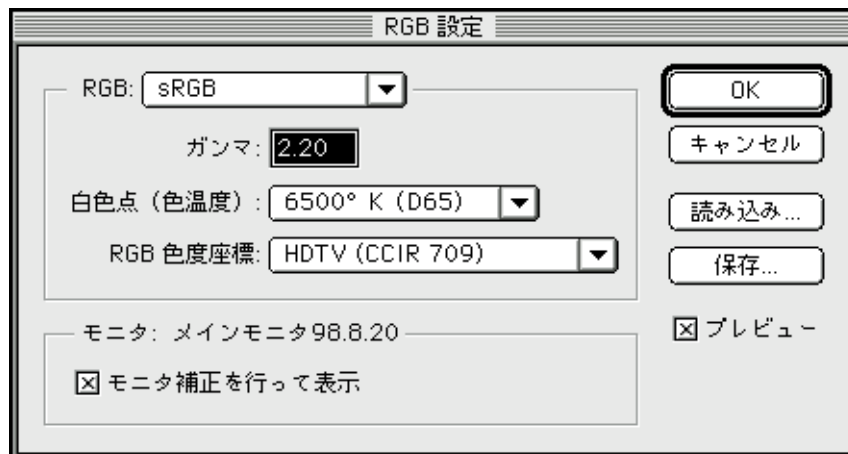 RGB 設定
RGB: sRGB
ガンマ: 2.20
白色点（色温度）: 6500° K (D65)
RGB 色度座標: HDTV (CCIR 709)
モニタ: メインモニタ98.8.20
モニタ補正を行って表示
OK
キャンセル
読み込み...
保存...
プレビュー